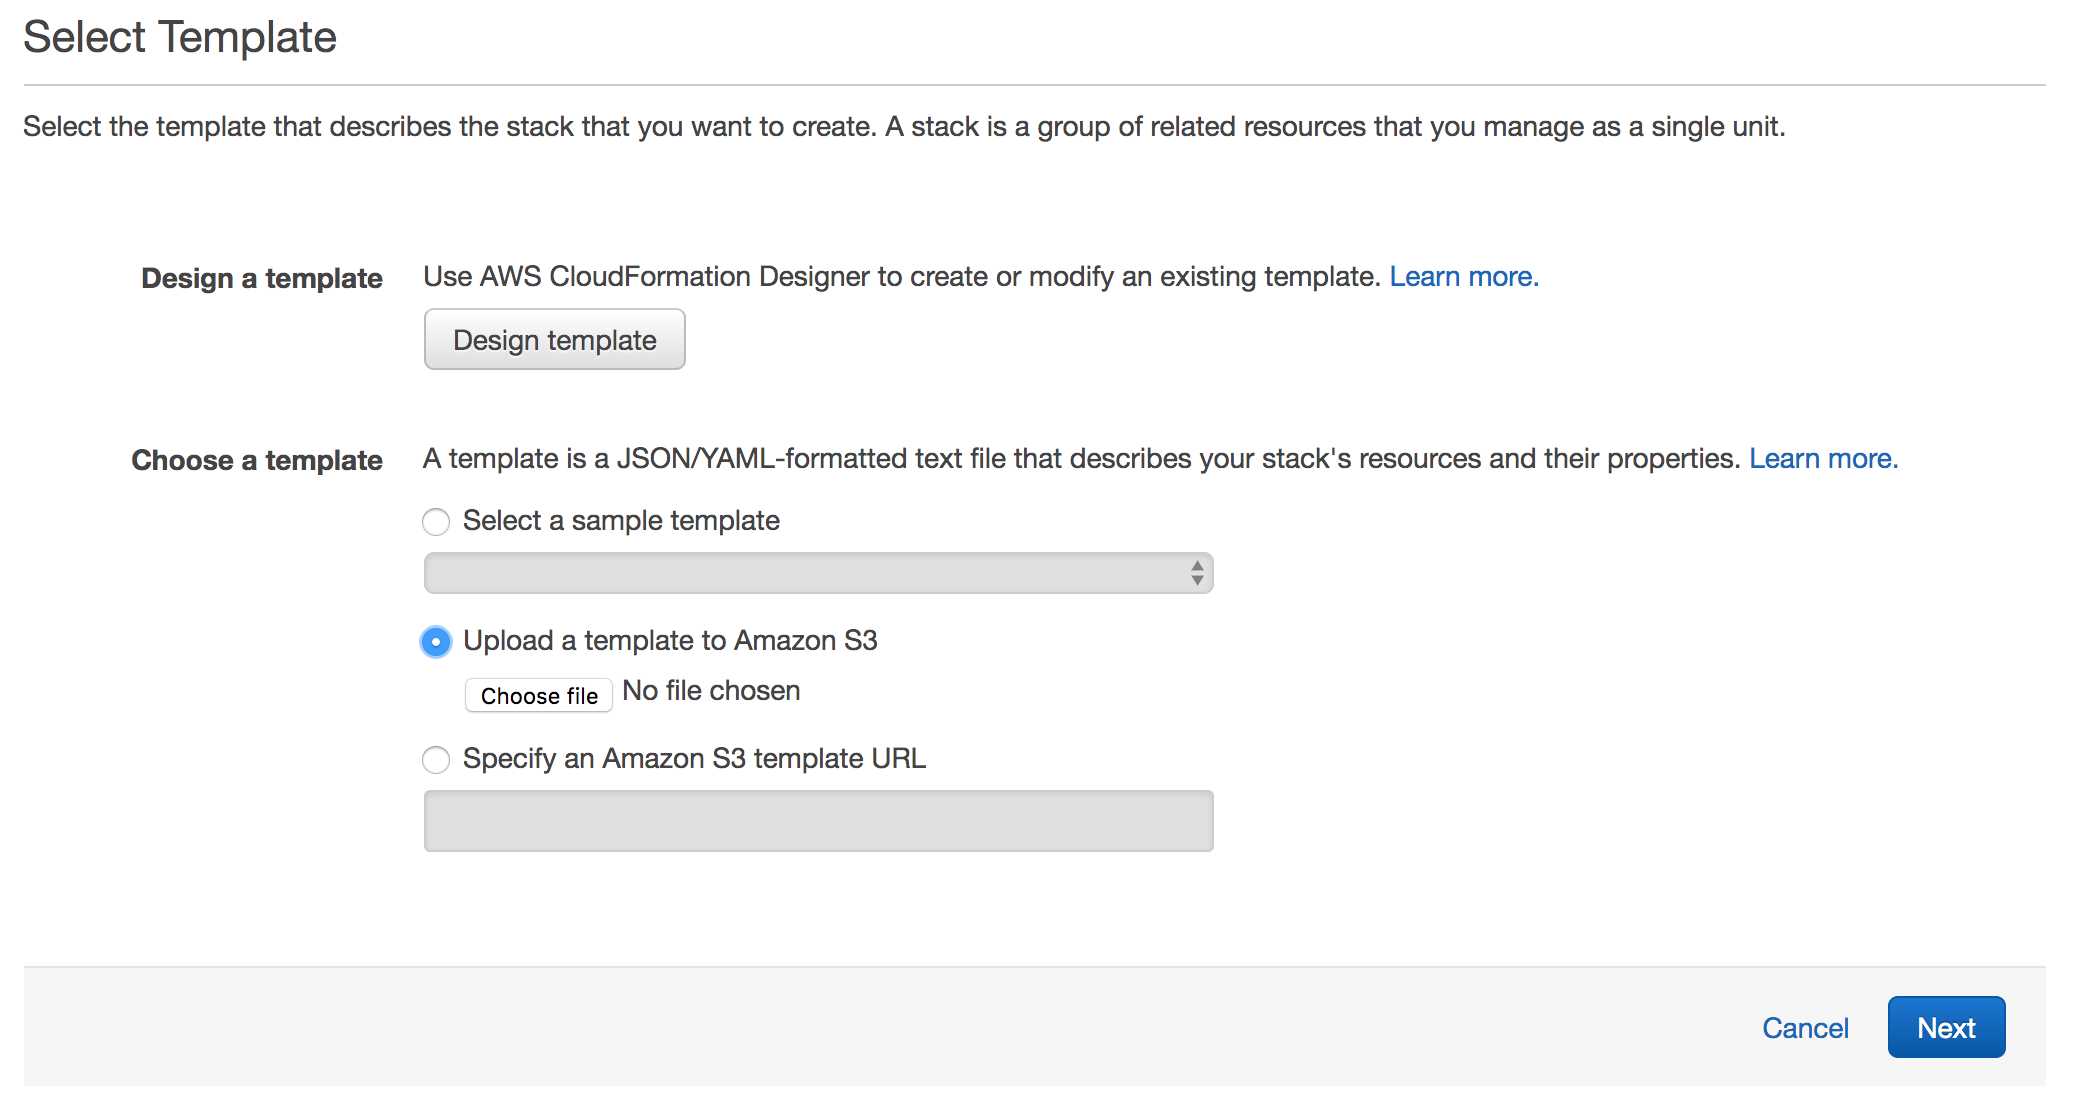 Select Template
Select the template that describes the stack that you want to create. A stack is a group of related resources that you manage as a single unit.
Design a template
Use AWS CloudFormation Designer to create or modify an existing template. Learn more.
Design template
Choose a template
A template is a JSON/YAML-formatted text file that describes your stack's resources and their properties. Learn more.
Select a sample template
Upload a template to Amazon S3
Choose file No file chosen
Specify an Amazon S3 template URL
Cancel Next